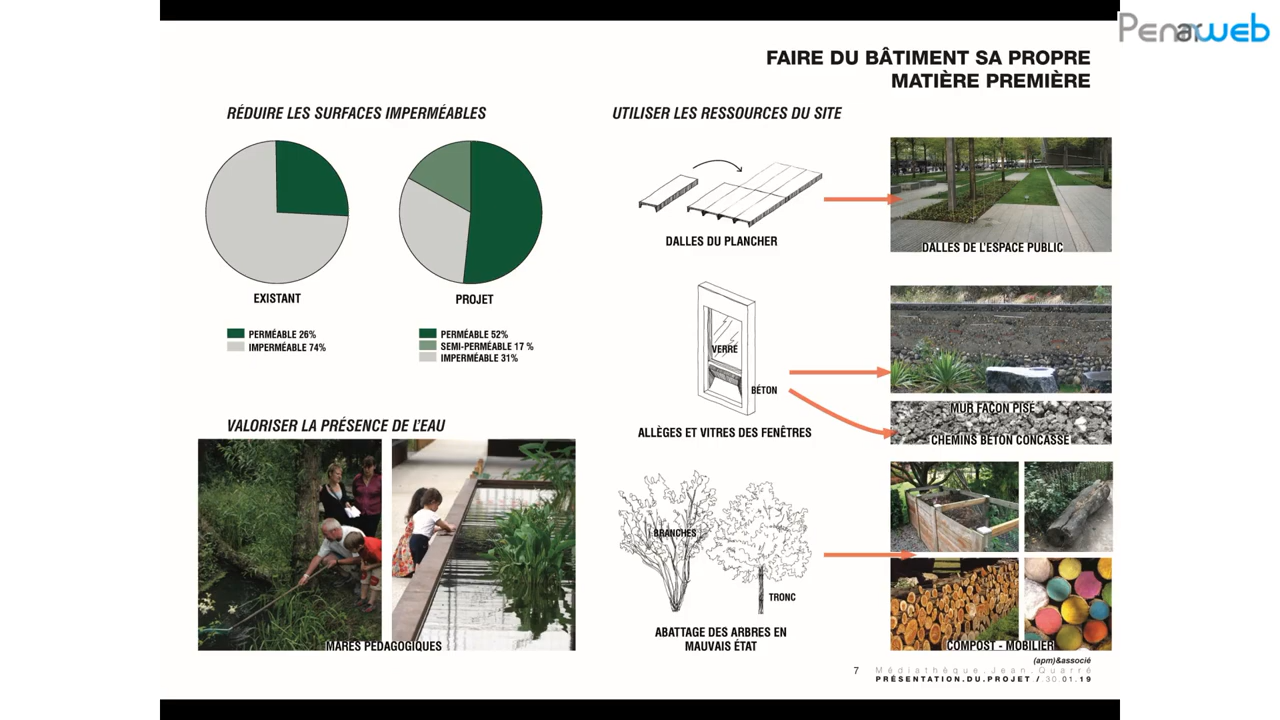 Penarweb
FAIRE DU BÂTIMENT SA PROPRE
MATIÈRE PREMIÈRE
RÉDUIRE LES SURFACES IMPERMÉABLES
EXISTANT
PROJET
PERMÉABLE 26%
IMPERMÉABLE 74%
PERMÉABLE 52%
SEMI-PERMÉABLE 17 %
IMPERMÉABLE 31%
VALORISER LA PRÉSENCE DE L'EAU
MARES PÉDAGOGIQUES
UTILISER LES RESSOURCES DU SITE
DALLES DU PLANCHER
DALLES DE L'ESPACE PUBLIC
VERRE
BÉTON
ALLÈGES ET VITRES DES FENÊTRES
MUR FAÇON PISÉ
CHEMINS BÉTON CONCASSÉ
BRANCHES
TRONC
ABATTAGE DES ARBRES EN
MAUVAIS ÉTAT
COMPOST - MOBILIER
(apm)&associé
7 Médiathèque.Jean.Quarré
PRÉSENTATION.DU.PROJET / 30.01.19